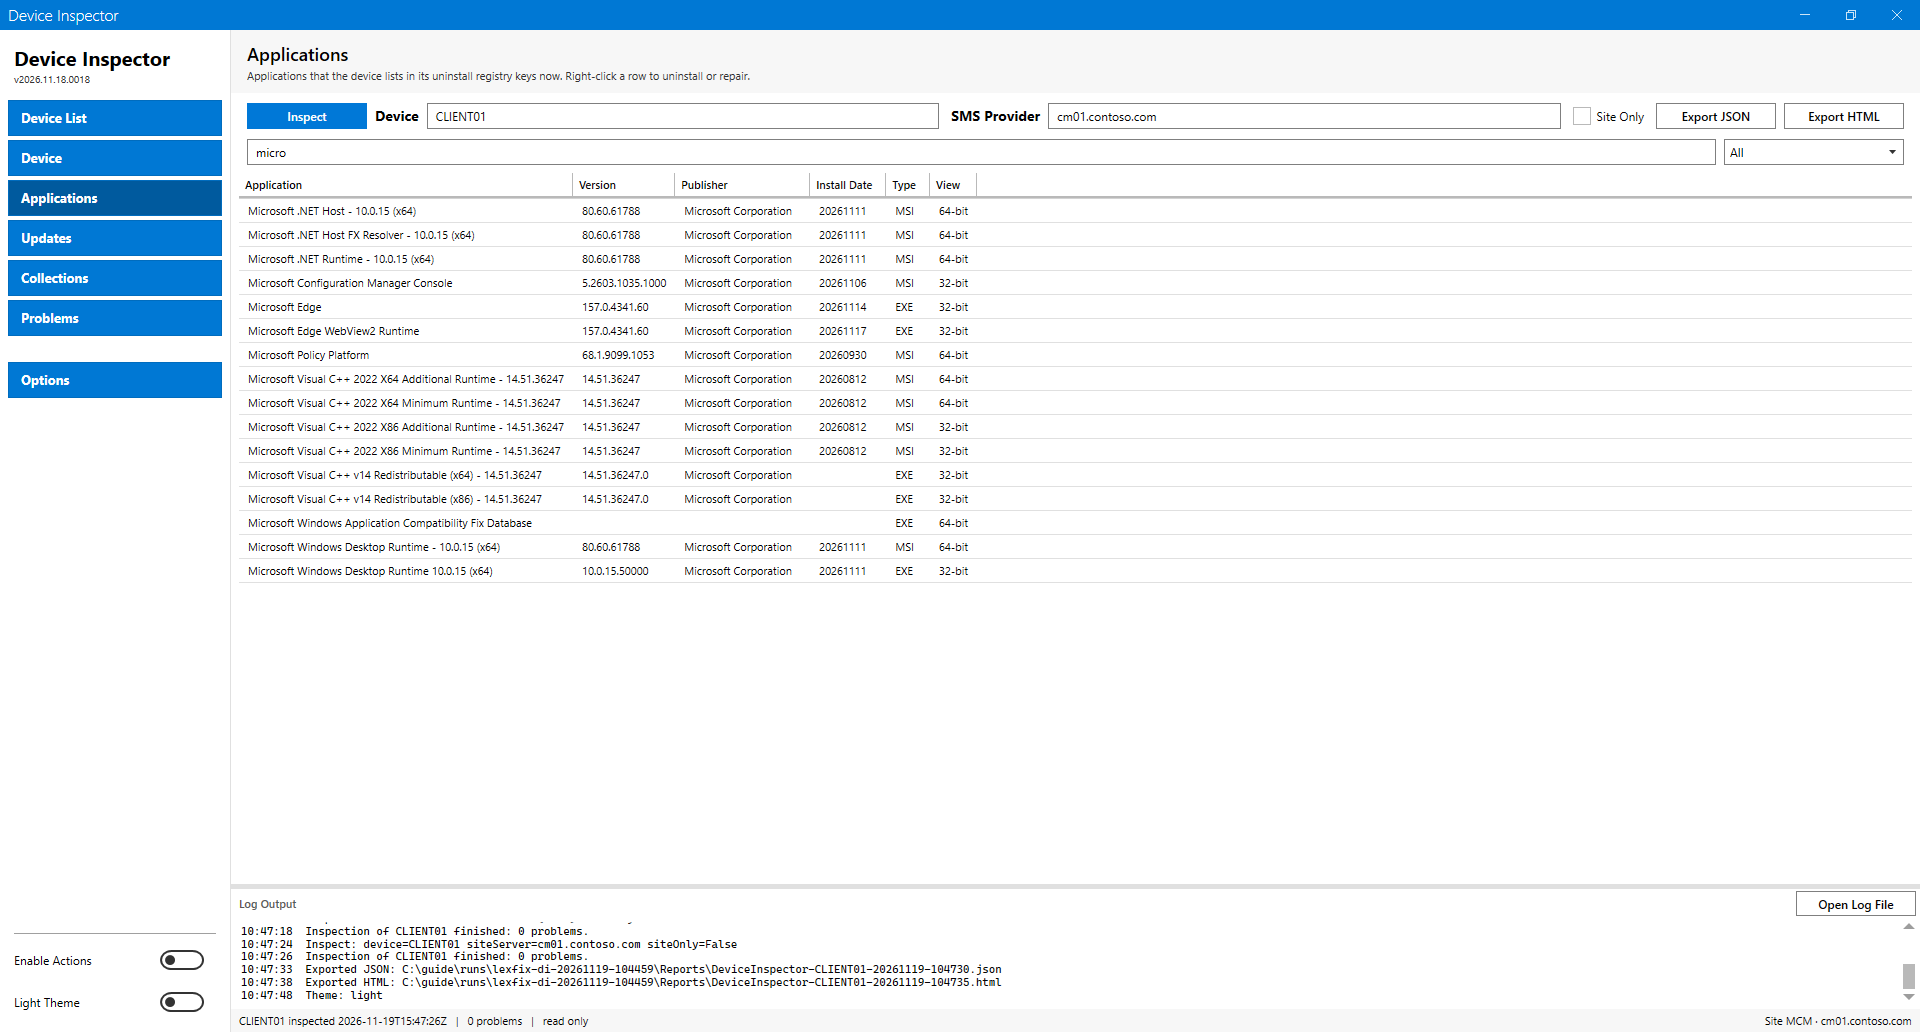 Device Inspector
Device Inspector
v2026.11.18.0018
Device List
Device
Applications
Updates
Collections
Problems
Options
Enable Actions
Light Theme
Applications
Applications that the device lists in its uninstall registry keys now. Right-click a row to uninstall or repair.
Inspect Device CLIENT01 SMS Provider cm01.contoso.com Site Only Export JSON Export HTML
micro All
Application Version Publisher Install Date Type View
Microsoft .NET Host - 10.0.15 (x64) 80.60.61788 Microsoft Corporation 20261111 MSI 64-bit
Microsoft .NET Host FX Resolver - 10.0.15 (x64) 80.60.61788 Microsoft Corporation 20261111 MSI 64-bit
Microsoft .NET Runtime - 10.0.15 (x64) 80.60.61788 Microsoft Corporation 20261111 MSI 64-bit
Microsoft Configuration Manager Console 5.2603.1035.1000 Microsoft Corporation 20261106 MSI 32-bit
Microsoft Edge 157.0.4341.60 Microsoft Corporation 20261114 EXE 32-bit
Microsoft Edge WebView2 Runtime 157.0.4341.60 Microsoft Corporation 20261117 EXE 32-bit
Microsoft Policy Platform 68.1.9099.1053 Microsoft Corporation 20260930 MSI 64-bit
Microsoft Visual C++ 2022 X64 Additional Runtime - 14.51.36247 14.51.36247 Microsoft Corporation 20260812 MSI 64-bit
Microsoft Visual C++ 2022 X64 Minimum Runtime - 14.51.36247 14.51.36247 Microsoft Corporation 20260812 MSI 64-bit
Microsoft Visual C++ 2022 X86 Additional Runtime - 14.51.36247 14.51.36247 Microsoft Corporation 20260812 MSI 32-bit
Microsoft Visual C++ 2022 X86 Minimum Runtime - 14.51.36247 14.51.36247 Microsoft Corporation 20260812 MSI 32-bit
Microsoft Visual C++ v14 Redistributable (x64) - 14.51.36247 14.51.36247.0 Microsoft Corporation EXE 32-bit
Microsoft Visual C++ v14 Redistributable (x86) - 14.51.36247 14.51.36247.0 Microsoft Corporation EXE 32-bit
Microsoft Windows Application Compatibility Fix Database EXE 64-bit
Microsoft Windows Desktop Runtime - 10.0.15 (x64) 80.60.61788 Microsoft Corporation 20261111 MSI 64-bit
Microsoft Windows Desktop Runtime 10.0.15 (x64) 10.0.15.50000 Microsoft Corporation 20261111 EXE 32-bit
Log Output Open Log File
10:47:18 Inspection of CLIENT01 finished: 0 problems.
10:47:24 Inspect: device=CLIENT01 siteServer=cm01.contoso.com siteOnly=False
10:47:26 Inspection of CLIENT01 finished: 0 problems.
10:47:33 Exported JSON: C:\guide\runs\lexfix-di-20261119-104459\Reports\DeviceInspector-CLIENT01-20261119-104730.json
10:47:38 Exported HTML: C:\guide\runs\lexfix-di-20261119-104459\Reports\DeviceInspector-CLIENT01-20261119-104735.html
10:47:48 Theme: light
CLIENT01 inspected 2026-11-19T15:47:26Z | 0 problems | read only Site MCM · cm01.contoso.com